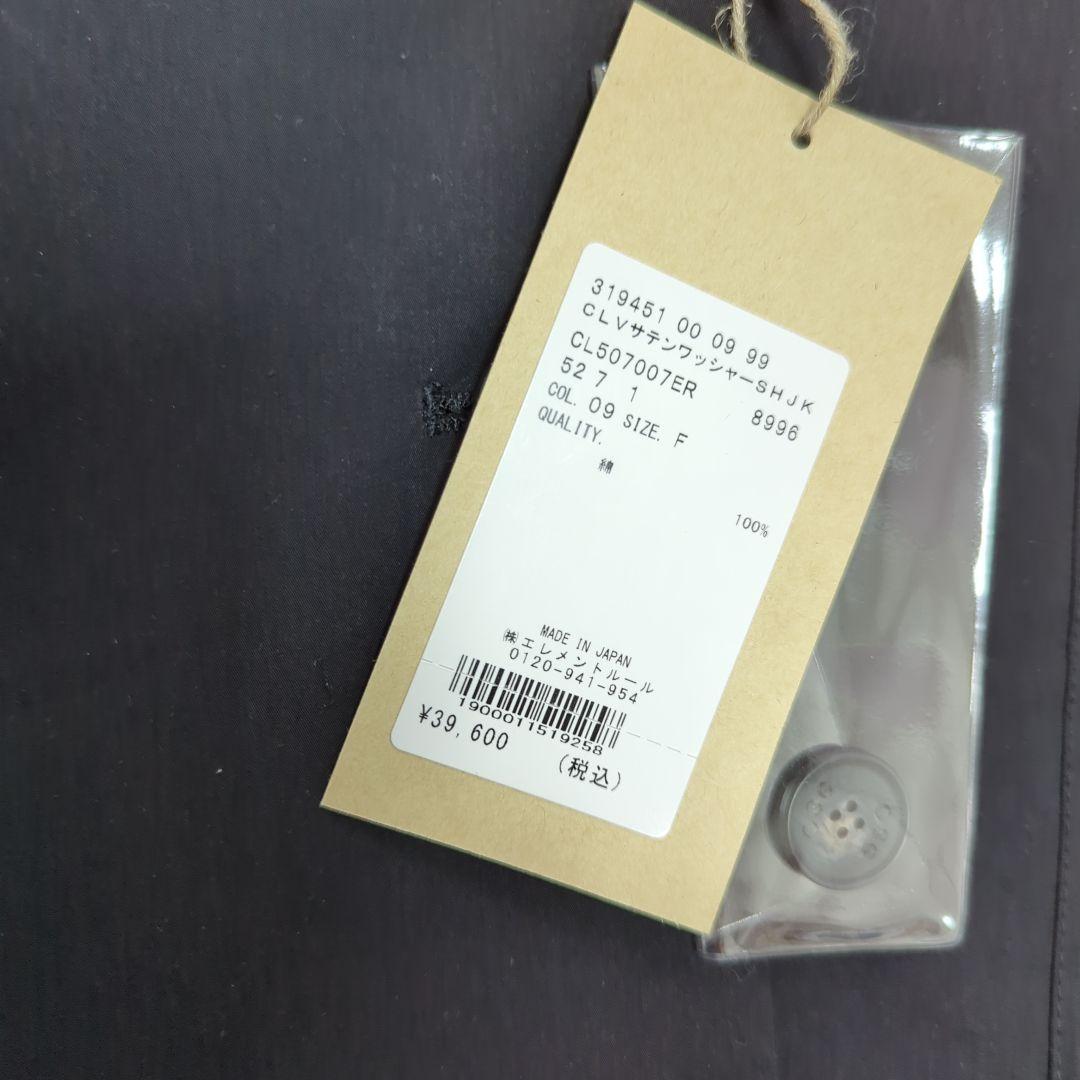 319451 00 09 99
CLVサテンワッシャーSHJK
CL507007ER 8996
52 7 1
COL. 09 SIZE. F
QUALITY.
綿
100%
MADE IN JAPAN
㈱エレメントルール
0120-941-954
1900011519258
¥39,600
(税込)